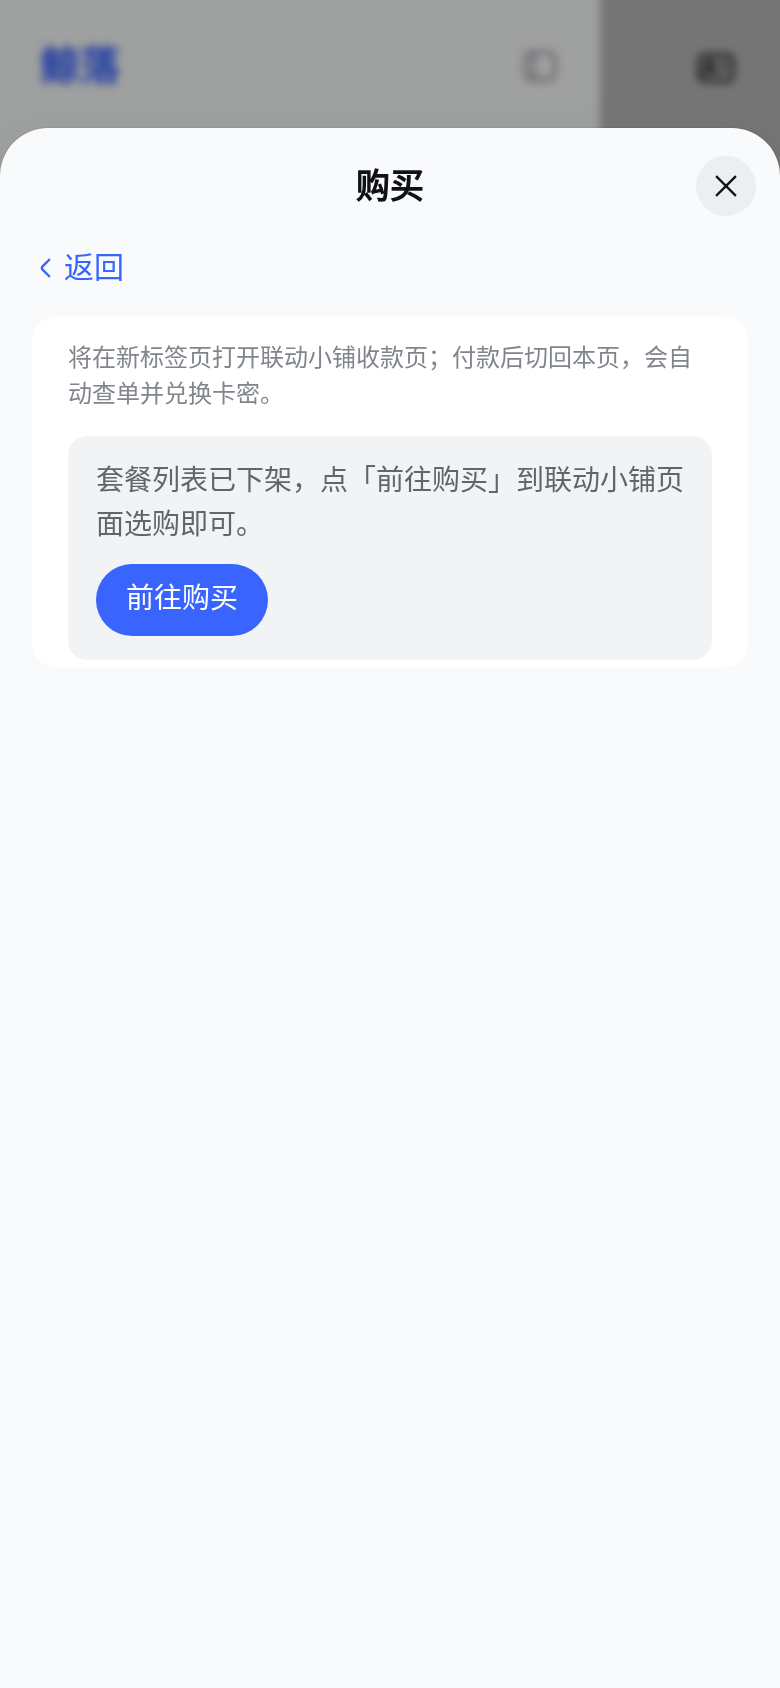 鲸落
购买
返回
将在新标签页打开联动小铺收款页；付款后切回本页，会自
动查单并兑换卡密。
套餐列表已下架，点「前往购买」到联动小铺页
面选购即可。
前往购买